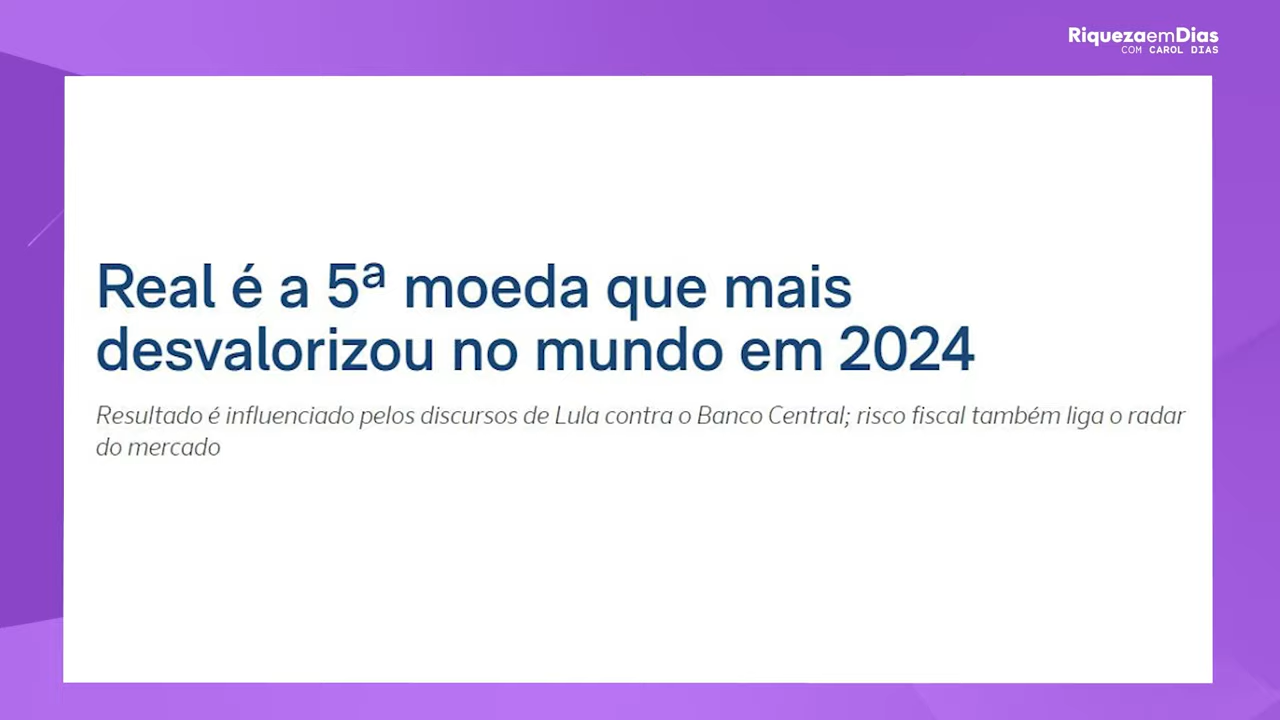 RiquezaemDias
COM CAROL DIAS
Real é a 5ª moeda que mais
desvalorizou no mundo em 2024
Resultado é influenciado pelos discursos de Lula contra o Banco Central; risco fiscal também liga o radar
do mercado